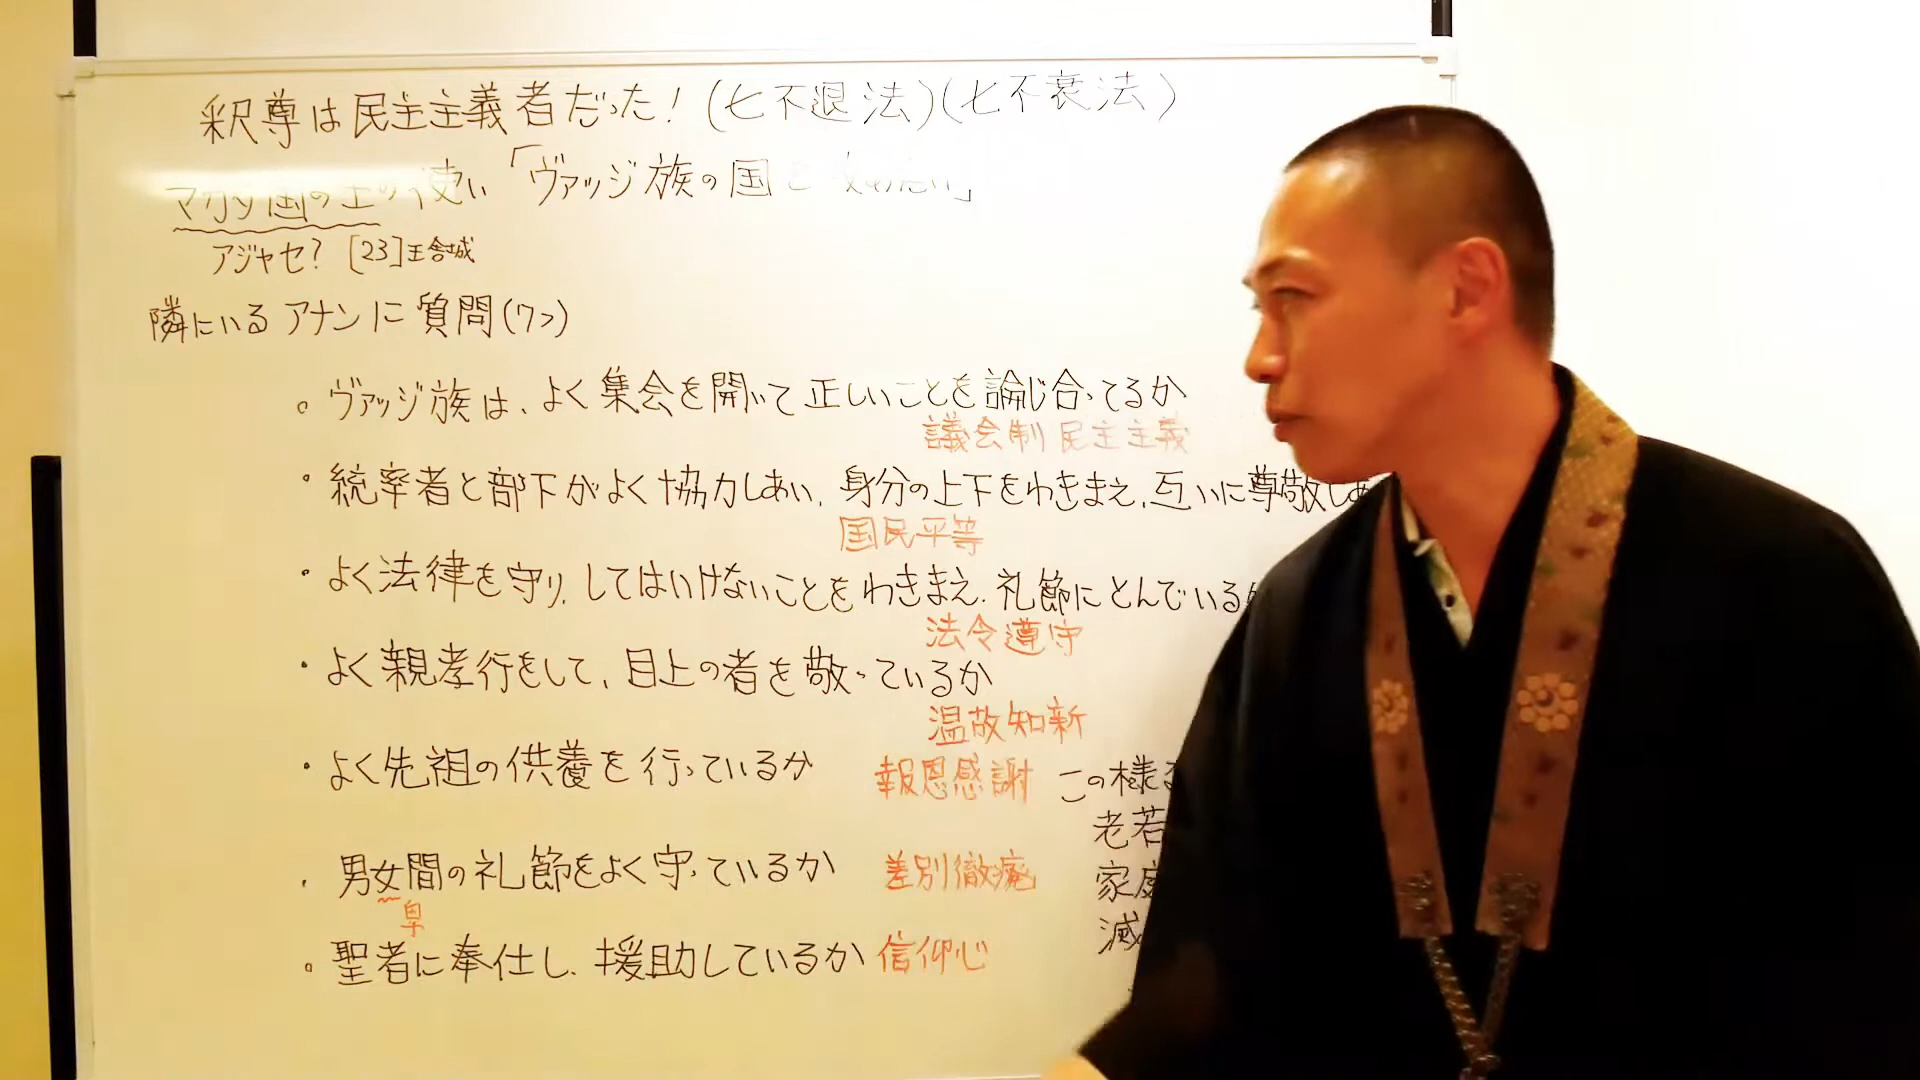 釈尊は民主主義者だった!(七不退法)(七不衰法)
マガダ国の王の使い「ヴァッジ族の国を攻めたい」
アジャセ?[23]王舎城
隣にいるアナンに質問(7つ)
。ヴァッジ族は、よく集会を開いて正しいことを論じ合ってるか
議会制民主主義
・統率者と部下がよく協力しあい、身分の上下をわきまえ、互いに尊敬しあ
国民平等
・よく法律を守り、してはいけないことをわきまえ、礼節にとんでいるか
法令遵守
・よく親孝行をして、目上の者を敬っているか
温故知新
・よく先祖の供養を行っているか 報恩感謝
・男女間の礼節をよく守っているか 差別徹廃
卑
。聖者に奉仕し、援助しているか 信仰心
この様な
老若
家庭
滅